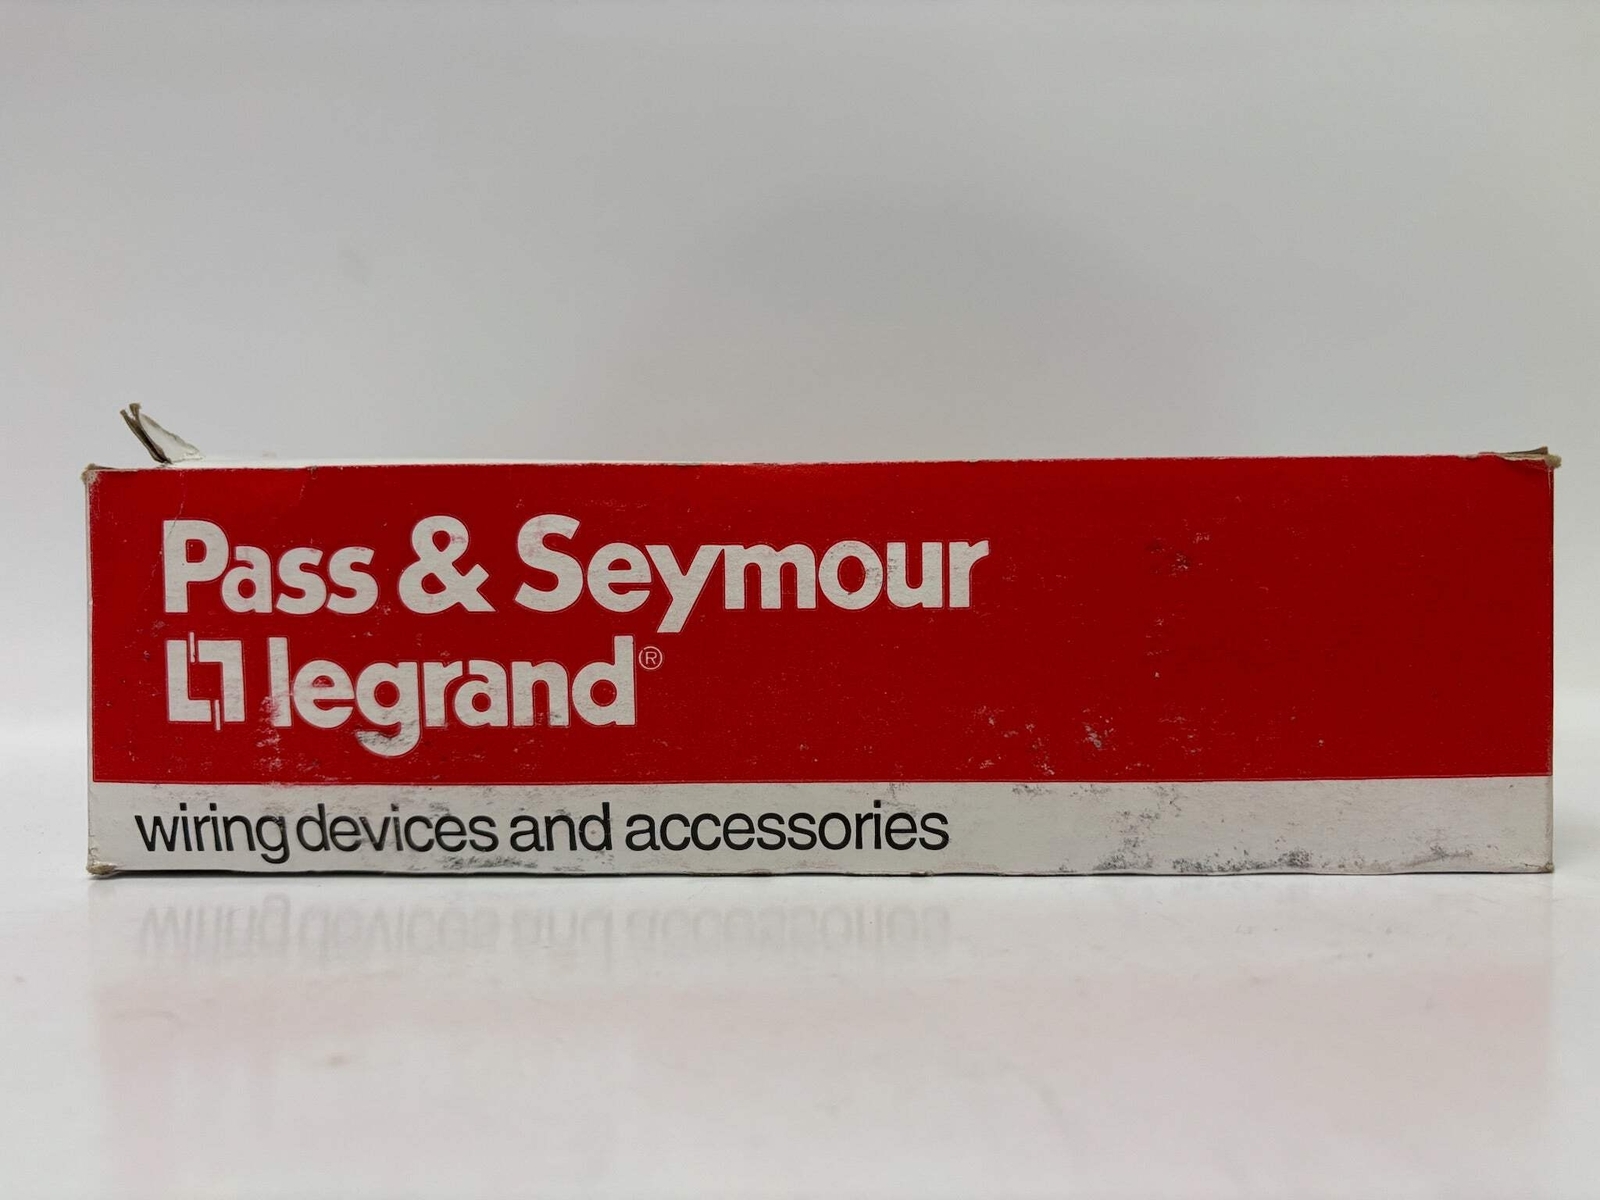 Pass & Seymour
legrand®
wiring devices and accessories